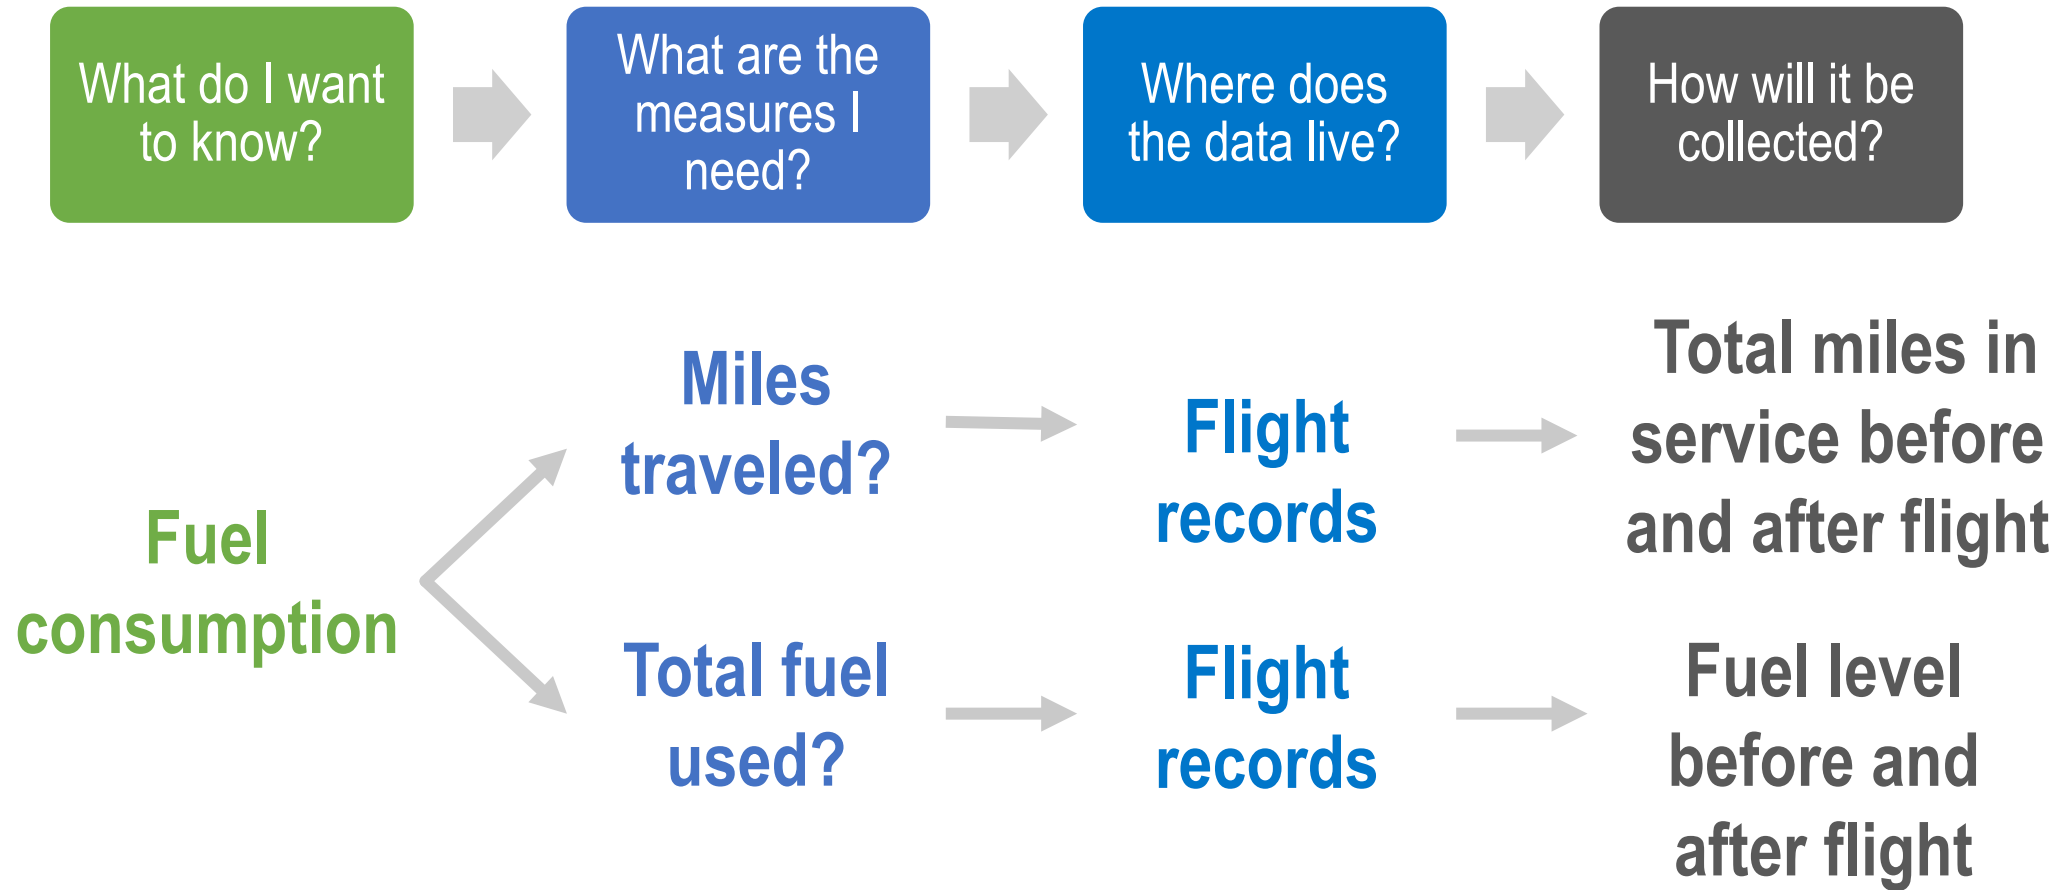 What do I want
to know?
What are the
measures I
need?
Where does
the data live?
How will it be
collected?
Fuel
consumption
Miles
traveled?
Flight
records
Total miles in
service before
and after flight
Total fuel
used?
Flight
records
Fuel level
before and
after flight